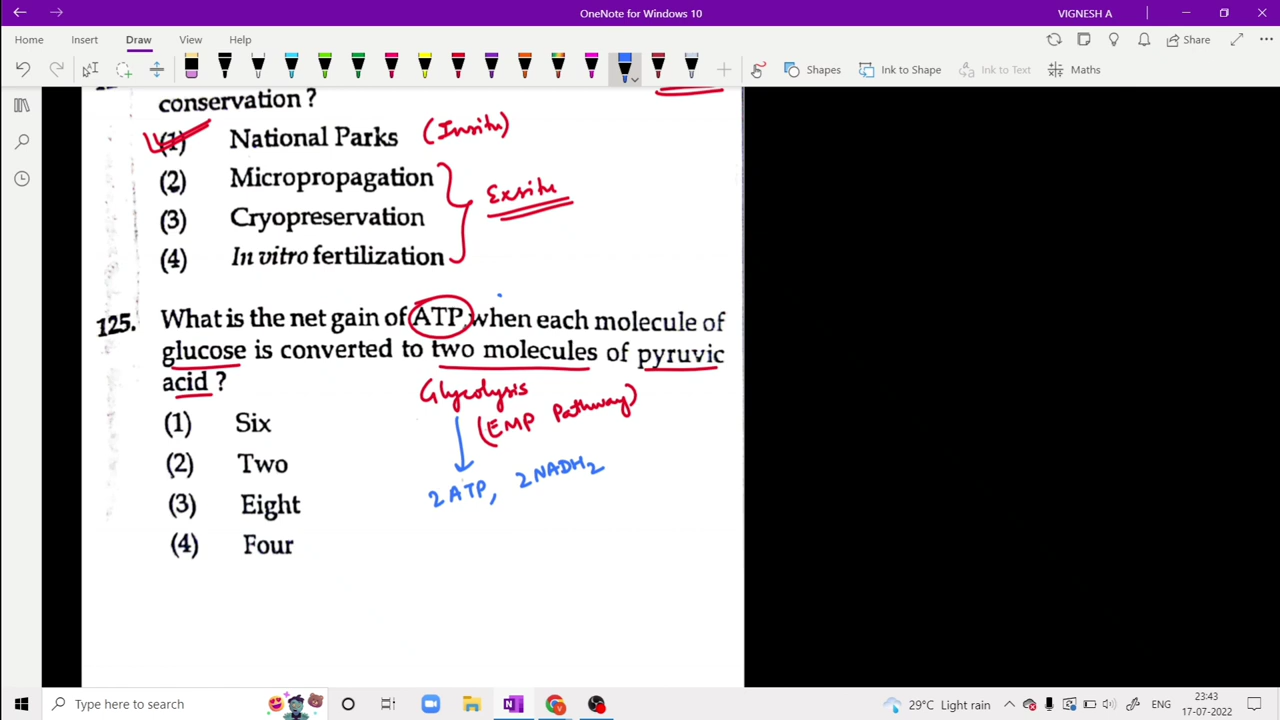 OneNote for Windows 10
VIGNESH A
Home Insert Draw View Help
Share
Shapes Ink to Shape Ink to Text Maths
conservation ?
(1) National Parks (Insitu)
(2) Micropropagation
(3) Cryopreservation
Exsitu
(4) In vitro fertilization
125. What is the net gain of ATP, when each molecule of
glucose is converted to two molecules of pyruvic
acid ?
Glycolysis
(EMP Pathway)
(1) Six
(2) Two
2 ATP, 2NADH2
(3) Eight
(4) Four
Type here to search
29°C Light rain
ENG
23:43
17-07-2022